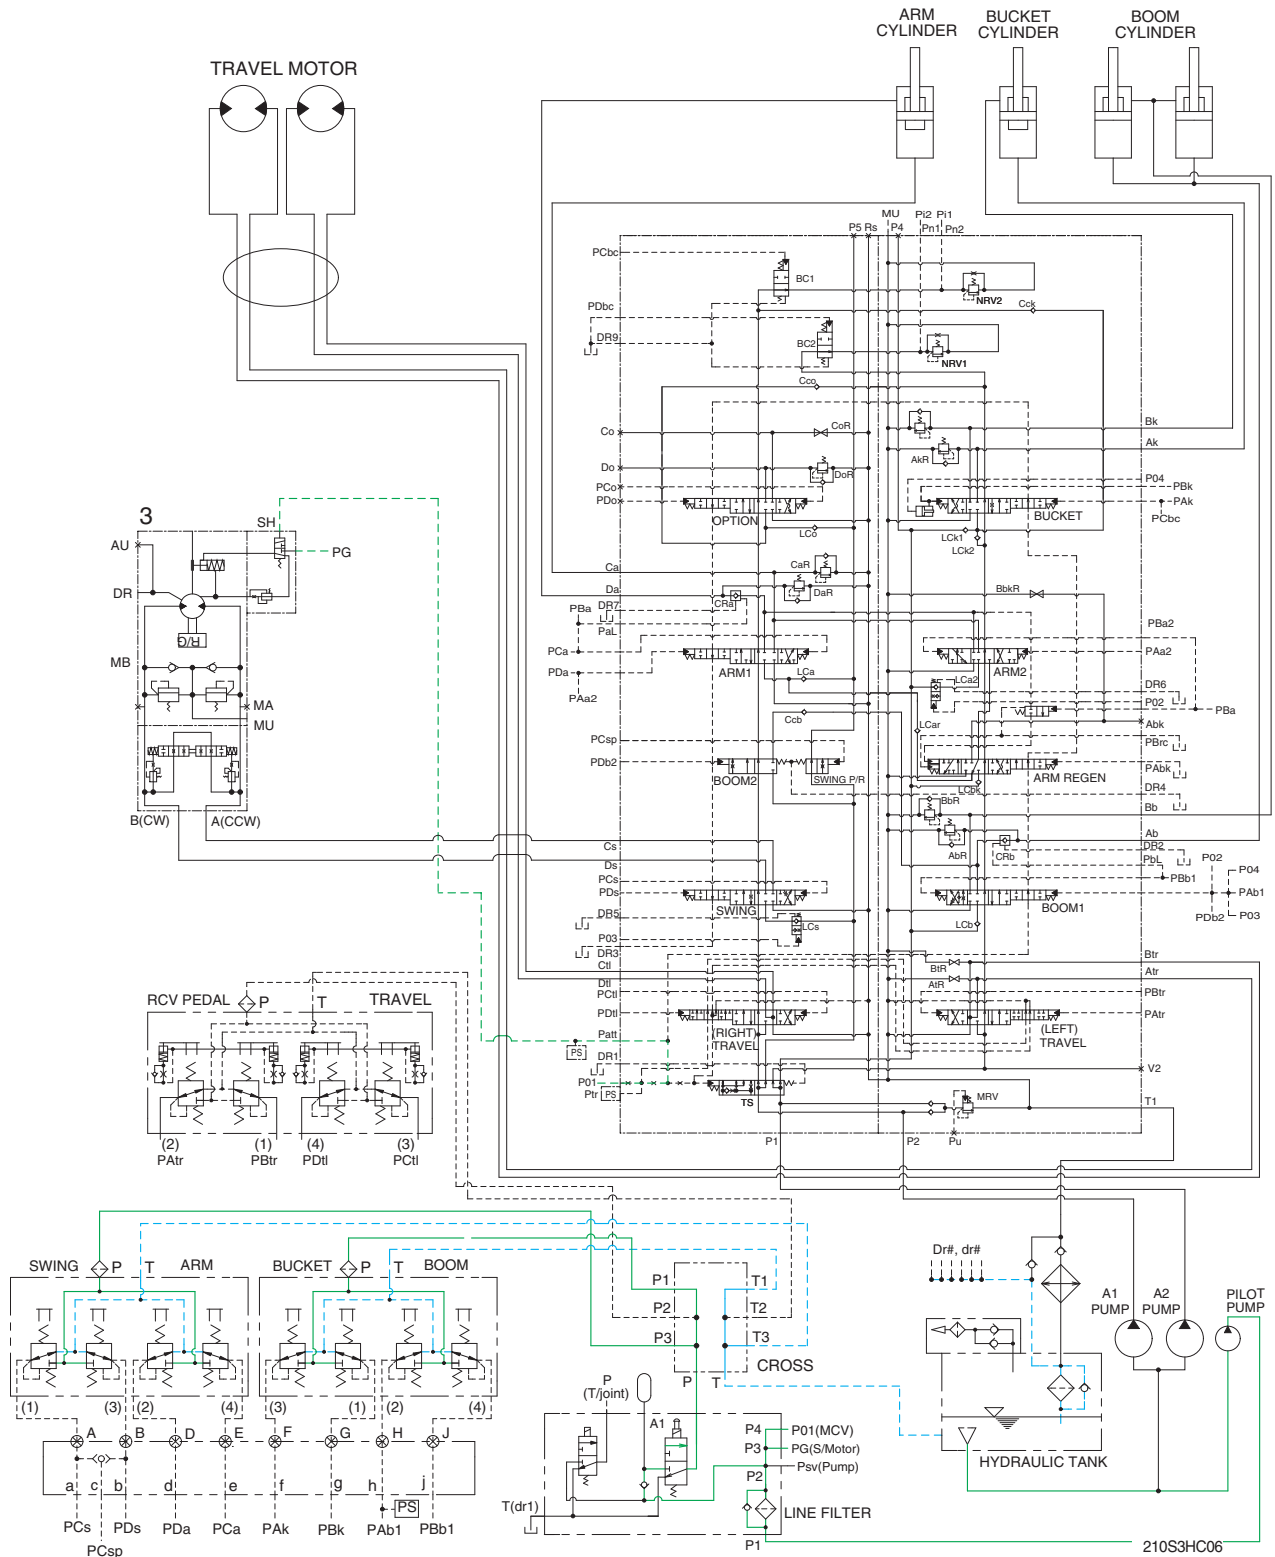 ARM
CYLINDER
BUCKET
CYLINDER
BOOM
CYLINDER
TRAVEL MOTOR
MU
P5 Rs
P4
Pi2 Pi1
Pn1 Pn2
PCbc
BC1
NRV2
Cck
PDbc
DR9
BC2
NRV1
Cco
Co
CoR
Bk
Do
DoR
AkR
Ak
PCo
PDo
P04
PBk
PAk
PCbc
OPTION
BUCKET
LCo
LCk1
LCk2
3
SH
AU
PG
DR
R/G
MB
MA
MU
B(CW)
A(CCW)
Ca
CaR
Da
DaR
CRa
BbkR
PBa
DR7
PaL
PCa
PDa
PAa2
PBa2
PAa2
ARM1
ARM2
LCa
LCa2
DR6
P02
PBa
Ccb
LCar
Abk
PCsp
PBrc
PDb2
PAbk
BOOM2
SWING P/R
ARM REGEN
LCbk
DR4
BbR
Bb
AbR
CRb
Ab
DR2
PbL
Cs
Ds
PCs
PDs
P02
P04
PBb1
PAb1
PDb2
P03
SWING
BOOM1
DR5
LCs
LCb
P03
DR3
Ctl
Btr
BtR
Atr
AtR
Dtl
PCtl
PBtr
PDtl
PAtr
(RIGHT)
TRAVEL
(LEFT)
TRAVEL
Patt
PS
DR1
P01
Ptr
PS
TS
V2
MRV
T1
P1
P2
Pu
RCV PEDAL
P
T
TRAVEL
(2)
(1)
(4)
(3)
PAtr
PBtr
PDtl
PCtl
SWING
P
T
ARM
BUCKET
P
T
BOOM
(1)
(3)
(2)
(4)
(3)
(1)
(2)
(4)
A
B
D
E
F
G
H
J
a
c
b
d
e
f
g
h
j
PS
PCs
PDs
PDa
PCa
PAk
PBk
PAb1
PBb1
PCsp
P1
T1
P2
T2
P3
T3
CROSS
P
T
P
(T/joint)
A1
P4
P01(MCV)
P3
PG(S/Motor)
Psv(Pump)
P2
T(dr1)
LINE FILTER
P1
Dr#, dr#
A1
PUMP
A2
PUMP
PILOT
PUMP
HYDRAULIC TANK
210S3HC06